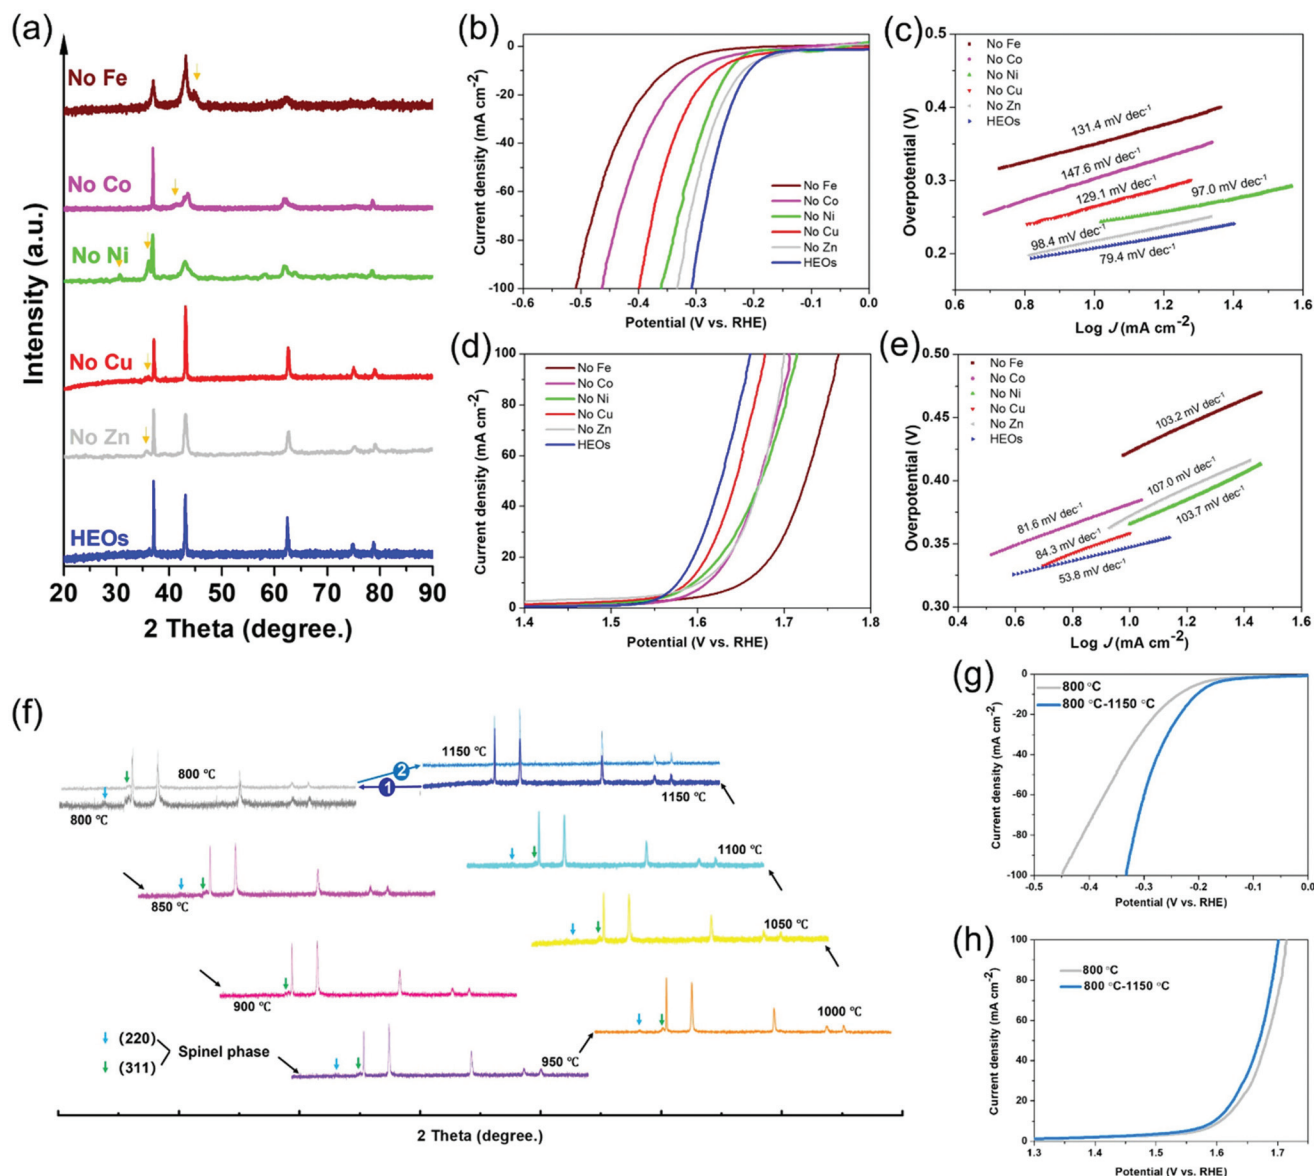 (a)
No Fe
No Co
No Ni
No Cu
No Zn
HEOs
Intensity (a.u.)
20 30 40 50 60 70 80 90
2 Theta (degree.)
(b)
0
-20
-40
-60
-80
-100
Current density (mA cm-2)
No Fe
No Co
No Ni
No Cu
No Zn
HEOs
-0.6 -0.5 -0.4 -0.3 -0.2 -0.1 0.0
Potential (V vs. RHE)
(c)
0.5
0.4
0.3
0.2
Overpotential (V)
No Fe
No Co
No Ni
No Cu
No Zn
HEOs
131.4 mV dec-1
147.6 mV dec-1
129.1 mV dec-1
97.0 mV dec-1
98.4 mV dec-1
79.4 mV dec-1
0.6 0.8 1.0 1.2 1.4 1.6
Log J (mA cm-2)
(d)
100
80
60
40
20
0
Current density (mA cm-2)
No Fe
No Co
No Ni
No Cu
No Zn
HEOs
1.4 1.5 1.6 1.7 1.8
Potential (V vs. RHE)
(e)
0.50
0.45
0.40
0.35
0.30
Overpotential (V)
No Fe
No Co
No Ni
No Cu
No Zn
HEOs
103.2 mV dec-1
107.0 mV dec-1
81.6 mV dec-1
103.7 mV dec-1
84.3 mV dec-1
53.8 mV dec-1
0.4 0.6 0.8 1.0 1.2 1.4 1.6
Log J (mA cm-2)
(f)
800 °C
1150 °C
2
1
800 °C
1150 °C
1100 °C
850 °C
1050 °C
900 °C
1000 °C
950 °C
(220)
(311)
Spinel phase
2 Theta (degree.)
(g)
0
-20
-40
-60
-80
-100
Current density (mA cm-2)
800 °C
800 °C-1150 °C
-0.5 -0.4 -0.3 -0.2 -0.1 0.0
Potential (V vs. RHE)
(h)
100
80
60
40
20
0
Current density (mA cm-2)
800 °C
800 °C-1150 °C
1.3 1.4 1.5 1.6 1.7
Potential (V vs. RHE)